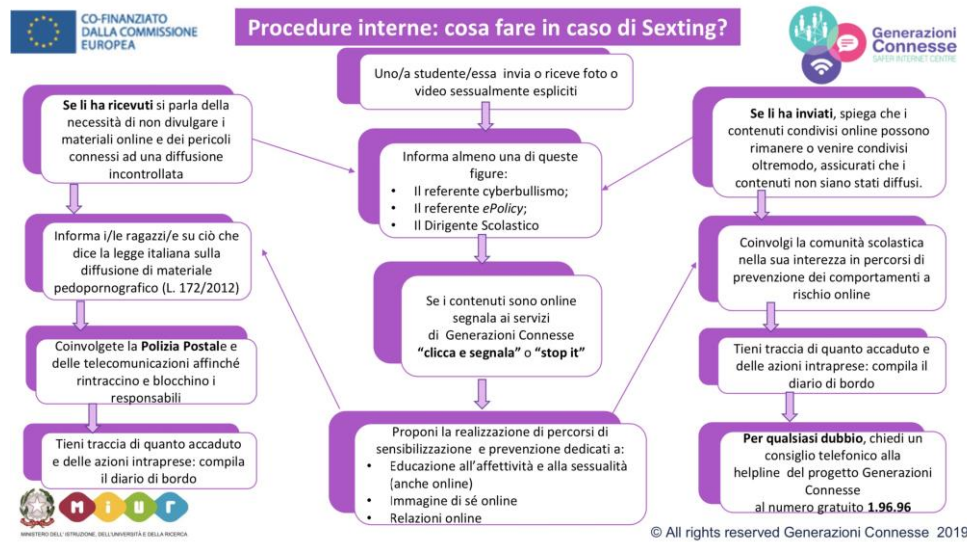 CO-FINANZIATO
DALLA COMMISSIONE
EUROPEA
Procedure interne: cosa fare in caso di Sexting?
Generazioni
Connesse
SAFER INTERNET CENTRE
Uno/a studente/essa invia o riceve foto o
video sessualmente espliciti
Se li ha ricevuti si parla della
necessità di non divulgare i
materiali online e dei pericoli
connessi ad una diffusione
incontrollata
Informa i/le ragazzi/e su ciò che
dice la legge italiana sulla
diffusione di materiale
pedopornografico (L. 172/2012)
Coinvolgete la Polizia Postale e
delle telecomunicazioni affinché
rintraccino e blocchino i
responsabili
Tieni traccia di quanto accaduto
e delle azioni intraprese: compila
il diario di bordo
Informa almeno una di queste
figure:
• Il referente cyberbullismo;
• Il referente ePolicy;
• Il Dirigente Scolastico
Se i contenuti sono online
segnala ai servizi
di Generazioni Connesse
“clicca e segnala” o “stop it”
Proponi la realizzazione di percorsi di
sensibilizzazione e prevenzione dedicati a:
• Educazione all’affettività e alla sessualità
(anche online)
• Immagine di sé online
• Relazioni online
Se li ha inviati, spiega che i
contenuti condivisi online possono
rimanere o venire condivisi
oltremodo, assicurati che i
contenuti non siano stati diffusi.
Coinvolgi la comunità scolastica
nella sua interezza in percorsi di
prevenzione dei comportamenti a
rischio online
Tieni traccia di quanto accaduto e
delle azioni intraprese: compila il
diario di bordo
Per qualsiasi dubbio, chiedi un
consiglio telefonico alla
helpline del progetto Generazioni
Connesse
al numero gratuito 1.96.96
MIUR
MINISTERO DELL' ISTRUZIONE, DELL'UNIVERSITÀ E DELLA RICERCA
© All rights reserved Generazioni Connesse 2019